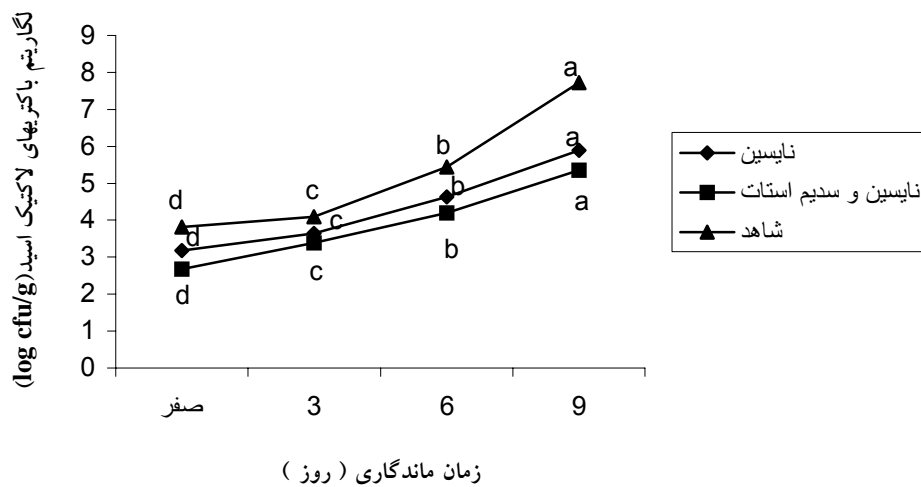 لگاریتم باکتریهای لاکتیک اسید(log cfu/g)
9
8
7
6
5
4
3
2
1
0
a
a
a
b
b
b
c
c
c
d
d
d
صفر 3 6 9
زمان ماندگاری ( روز )
نایسین
نایسین و سدیم استات
شاهد